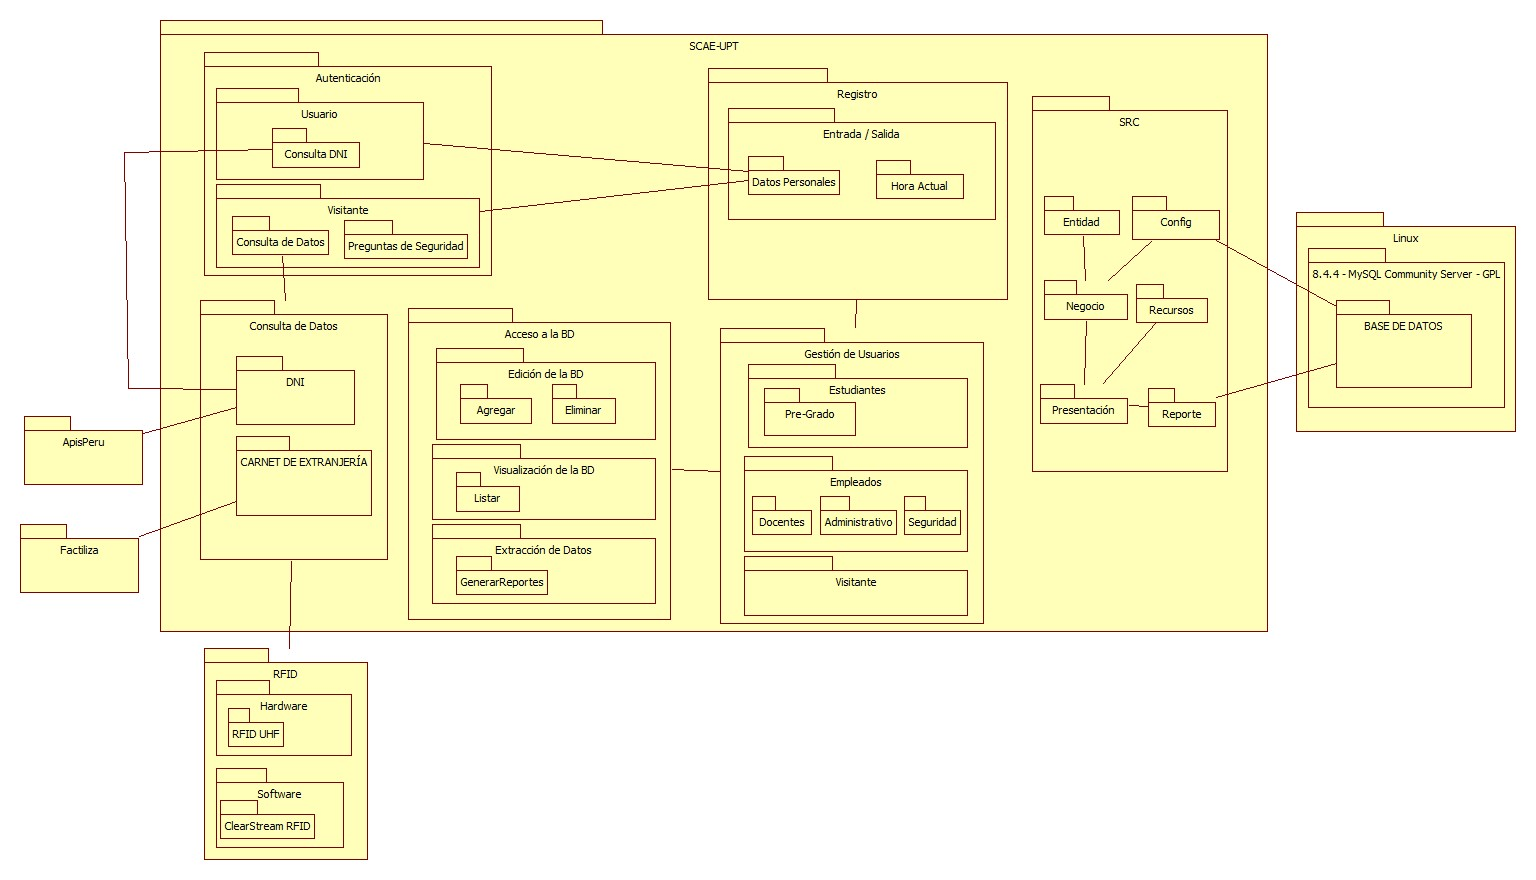 SCAE-UPT
Autenticación
Usuario
Consulta DNI
Visitante
Consulta de Datos
Preguntas de Seguridad
Registro
Entrada / Salida
Datos Personales
Hora Actual
SRC
Entidad
Config
Negocio
Recursos
Presentación
Reporte
Linux
8.4.4 - MySQL Community Server - GPL
BASE DE DATOS
Consulta de Datos
DNI
CARNET DE EXTRANJERÍA
ApisPeru
Factiliza
Acceso a la BD
Edición de la BD
Agregar
Eliminar
Visualización de la BD
Listar
Extracción de Datos
GenerarReportes
Gestión de Usuarios
Estudiantes
Pre-Grado
Empleados
Docentes
Administrativo
Seguridad
Visitante
RFID
Hardware
RFID UHF
Software
ClearStream RFID